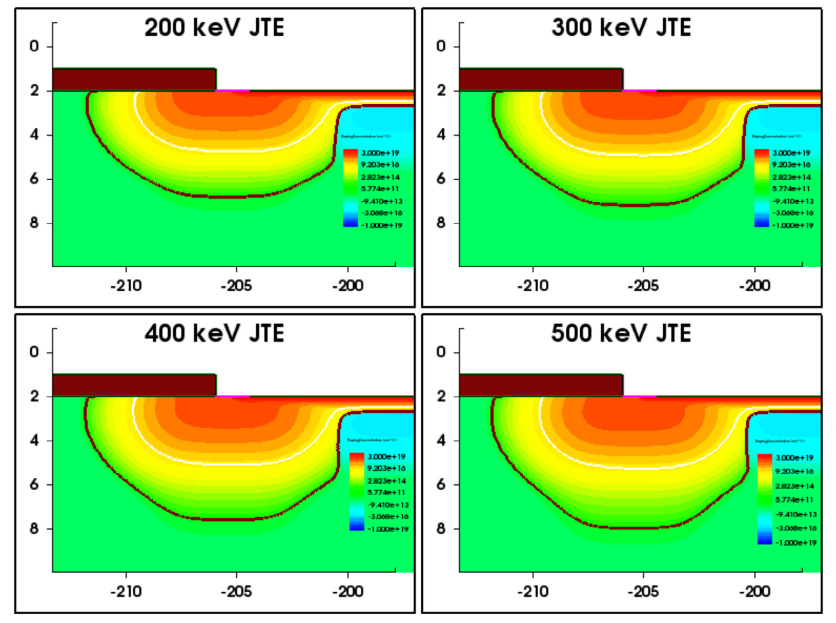 200 keV JTE
0
2
4
6
8
-210
-205
-200
3.000e+19
9.203e+16
2.823e+14
5.774e+11
-9.410e+13
-3.068e+16
-1.000e+19
300 keV JTE
0
2
4
6
8
-210
-205
-200
3.000e+19
9.203e+16
2.823e+14
5.774e+11
-9.410e+13
-3.068e+16
-1.000e+19
400 keV JTE
0
2
4
6
8
-210
-205
-200
3.000e+19
9.203e+16
2.823e+14
5.774e+11
-9.410e+13
-3.068e+16
-1.000e+19
500 keV JTE
0
2
4
6
8
-210
-205
-200
3.000e+19
9.203e+16
2.823e+14
5.774e+11
-9.410e+13
-3.068e+16
-1.000e+19